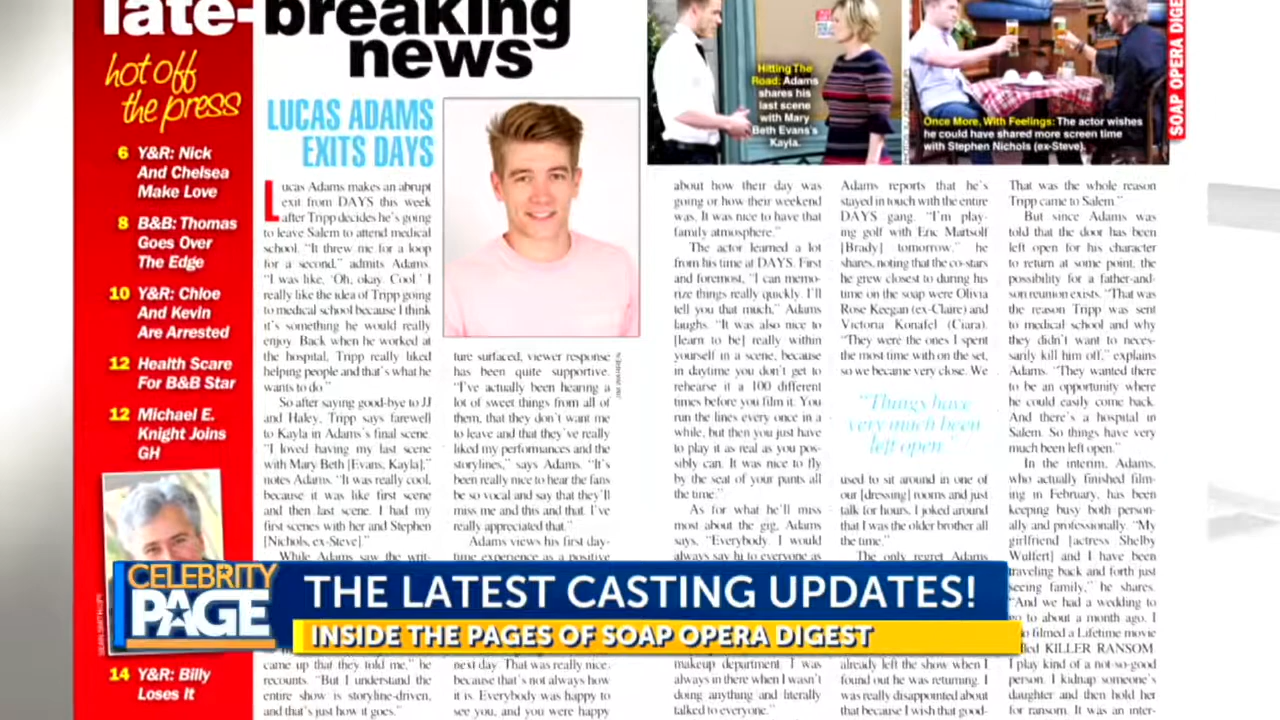 late-breaking
news
hot off
the press
6 Y&R: Nick
And Chelsea
Make Love
8 B&B: Thomas
Goes Over
The Edge
10 Y&R: Chloe
And Kevin
Are Arrested
12 Health Scare
For B&B Star
12 Michael E.
Knight Joins
GH
14 Y&R: Billy
Loses It
LUCAS ADAMS
EXITS DAYS
Lucas Adams makes an abrupt
exit from DAYS this week
after Tripp decides he's going
to leave Salem to attend medical
school. "It threw me for a loop
for a second," admits Adams.
"I was like, 'Oh, okay. Cool.' I
really like the idea of Tripp going
to medical school because I think
it's something he would really
enjoy. Back when he worked at
the hospital, Tripp really liked
helping people and that's what he
wants to do."
So after saying good-bye to JJ
and Haley, Tripp says farewell
to Kayla in Adams's final scene.
"I loved having my last scene
with Mary Beth [Evans, Kayla],"
notes Adams. "It was really cool,
because it was like first scene
and then last scene. I had my
first scenes with her and Stephen
[Nichols, ex-Steve]."
While Adams saw the writ-
came up that they told me," he
recounts. "But I understand the
entire show is storyline-driven,
and that's just how it goes."
ture surfaced, viewer response
has been quite supportive.
"I've actually been hearing a
lot of sweet things from all of
them, that they don't want me
to leave and that they've really
liked my performances and the
storylines," says Adams. "It's
been really nice to hear the fans
be so vocal and say that they'll
miss me and this and that. I've
really appreciated that."
Adams views his first day-
time experience as a positive
next day. That was really nice,
because that's not always how
it is. Everybody was happy to
see you, and you were happy
Hitting The
Road: Adams
shares his
last scene
with Mary
Beth Evans's
Kayla.
Once More, With Feelings: The actor wishes
he could have shared more screen time
with Stephen Nichols (ex-Steve).
SOAP OPERA DIGE
about how their day was
going or how their weekend
was. It was nice to have that
family atmosphere."
The actor learned a lot
from his time at DAYS. First
and foremost, "I can memo-
rize things really quickly. I'll
tell you that much," Adams
laughs. "It was also nice to
[learn to be] really within
yourself in a scene, because
in daytime you don't get to
rehearse it a 100 different
times before you film it. You
run the lines every once in a
while, but then you just have
to play it as real as you pos-
sibly can. It was nice to fly
by the seat of your pants all
the time."
As for what he'll miss
most about the gig, Adams
says, "Everybody. I would
always say hi to everyone as
makeup department. I was
always in there when I wasn't
doing anything and literally
talked to everyone."
Adams reports that he's
stayed in touch with the entire
DAYS gang. "I'm play-
ing golf with Eric Martsolf
[Brady] tomorrow," he
shares, noting that the co-stars
he grew closest to during his
time on the soap were Olivia
Rose Keegan (ex-Claire) and
Victoria Konefal (Ciara).
"They were the ones I spent
the most time with on the set,
so we became very close. We
"Things have
very much been
left open."
used to sit around in one of
our [dressing] rooms and just
talk for hours. I joked around
that I was the older brother all
the time."
The only regret Adams
already left the show when I
found out he was returning. I
was really disappointed about
that because I wish that good-
That was the whole reason
Tripp came to Salem."
But since Adams was
told that the door has been
left open for his character
to return at some point, the
possibility for a father-and-
son reunion exists. "That was
the reason Tripp was sent
to medical school and why
they didn't want to neces-
sarily kill him off," explains
Adams. "They wanted there
to be an opportunity where
he could easily come back.
And there's a hospital in
Salem. So things have very
much been left open."
In the interim, Adams,
who actually finished film-
ing in February, has been
keeping busy both person-
ally and professionally. "My
girlfriend [actress Shelby
Wulfert] and I have been
traveling back and forth just
seeing family," he shares.
"And we had a wedding to
go to about a month ago. I
filmed a Lifetime movie
KILLER RANSOM
I play kind of a not-so-good
person. I kidnap someone's
daughter and then hold her
for ransom. It was an inter-
CELEBRITY
PAGE
THE LATEST CASTING UPDATES!
INSIDE THE PAGES OF SOAP OPERA DIGEST